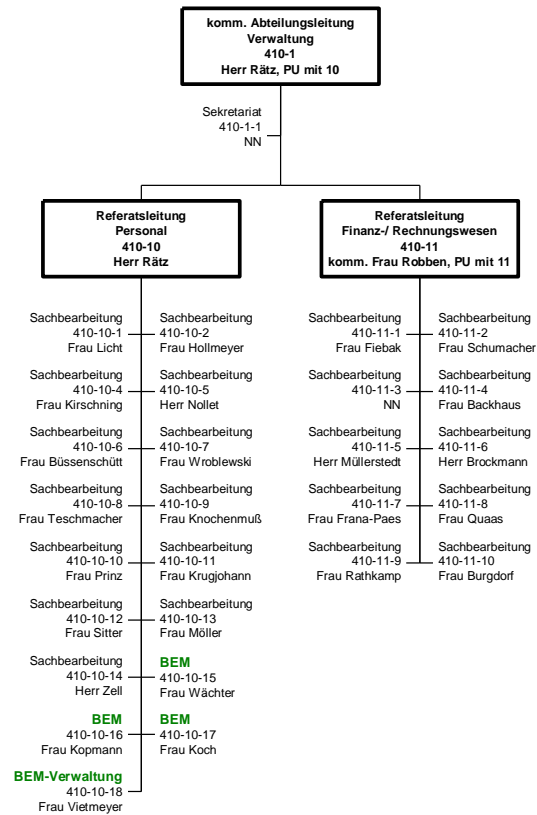 komm. Abteilungsleitung
Verwaltung
410-1
Herr Rätz, PU mit 10
Sekretariat
410-1-1
NN
Referatsleitung
Personal
410-10
Herr Rätz
Referatsleitung
Finanz-/ Rechnungswesen
410-11
komm. Frau Robben, PU mit 11
Sachbearbeitung
410-10-1
Frau Licht
Sachbearbeitung
410-10-2
Frau Hollmeyer
Sachbearbeitung
410-10-4
Frau Kirschning
Sachbearbeitung
410-10-5
Herr Nollet
Sachbearbeitung
410-10-6
Frau Büssenschütt
Sachbearbeitung
410-10-7
Frau Wroblewski
Sachbearbeitung
410-10-8
Frau Teschmacher
Sachbearbeitung
410-10-9
Frau Knochenmuß
Sachbearbeitung
410-10-10
Frau Prinz
Sachbearbeitung
410-10-11
Frau Krugjohann
Sachbearbeitung
410-10-12
Frau Sitter
Sachbearbeitung
410-10-13
Frau Möller
Sachbearbeitung
410-10-14
Herr Zell
BEM
410-10-15
Frau Wächter
BEM
410-10-16
Frau Kopmann
BEM
410-10-17
Frau Koch
BEM-Verwaltung
410-10-18
Frau Vietmeyer
Sachbearbeitung
410-11-1
Frau Fiebak
Sachbearbeitung
410-11-2
Frau Schumacher
Sachbearbeitung
410-11-3
NN
Sachbearbeitung
410-11-4
Frau Backhaus
Sachbearbeitung
410-11-5
Herr Müllerstedt
Sachbearbeitung
410-11-6
Herr Brockmann
Sachbearbeitung
410-11-7
Frau Frana-Paes
Sachbearbeitung
410-11-8
Frau Quaas
Sachbearbeitung
410-11-9
Frau Rathkamp
Sachbearbeitung
410-11-10
Frau Burgdorf